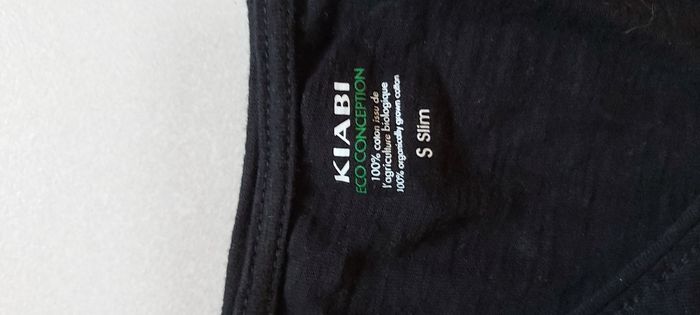 KIABI
ECO CONCEPTION
100% coton issu de
l'agriculture biologique
100% organically grown cotton
S Slim